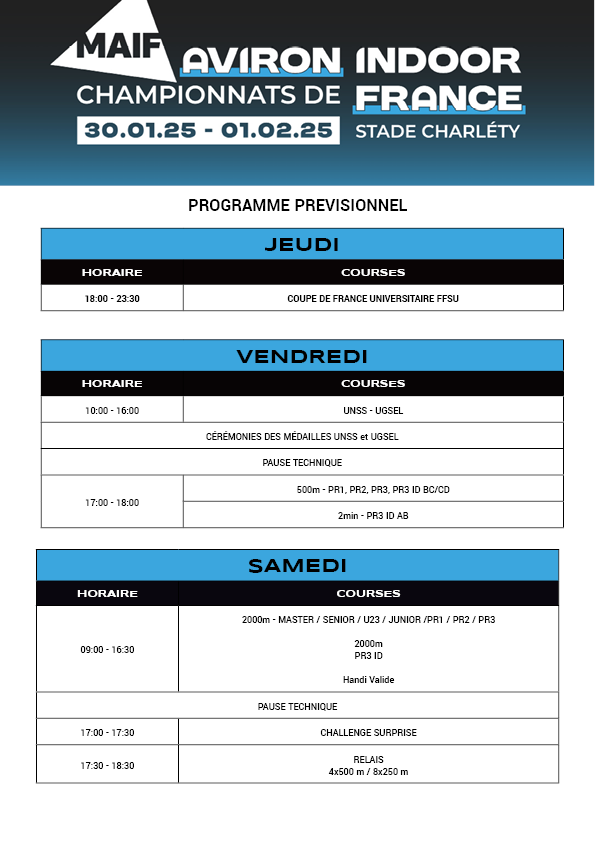 MAIF
AVIRON INDOOR
CHAMPIONNATS DE FRANCE
30.01.25 - 01.02.25 STADE CHARLÉTY
PROGRAMME PREVISIONNEL
JEUDI
HORAIRE COURSES
18:00 - 23:30 COUPE DE FRANCE UNIVERSITAIRE FFSU
VENDREDI
HORAIRE COURSES
10:00 - 16:00 UNSS - UGSEL
CÉRÉMONIES DES MÉDAILLES UNSS et UGSEL
PAUSE TECHNIQUE
17:00 - 18:00
500m - PR1, PR2, PR3, PR3 ID BC/CD
2min - PR3 ID AB
SAMEDI
HORAIRE COURSES
09:00 - 16:30
2000m - MASTER / SENIOR / U23 / JUNIOR /PR1 / PR2 / PR3
2000m
PR3 ID
Handi Valide
PAUSE TECHNIQUE
17:00 - 17:30 CHALLENGE SURPRISE
17:30 - 18:30
RELAIS
4x500 m / 8x250 m